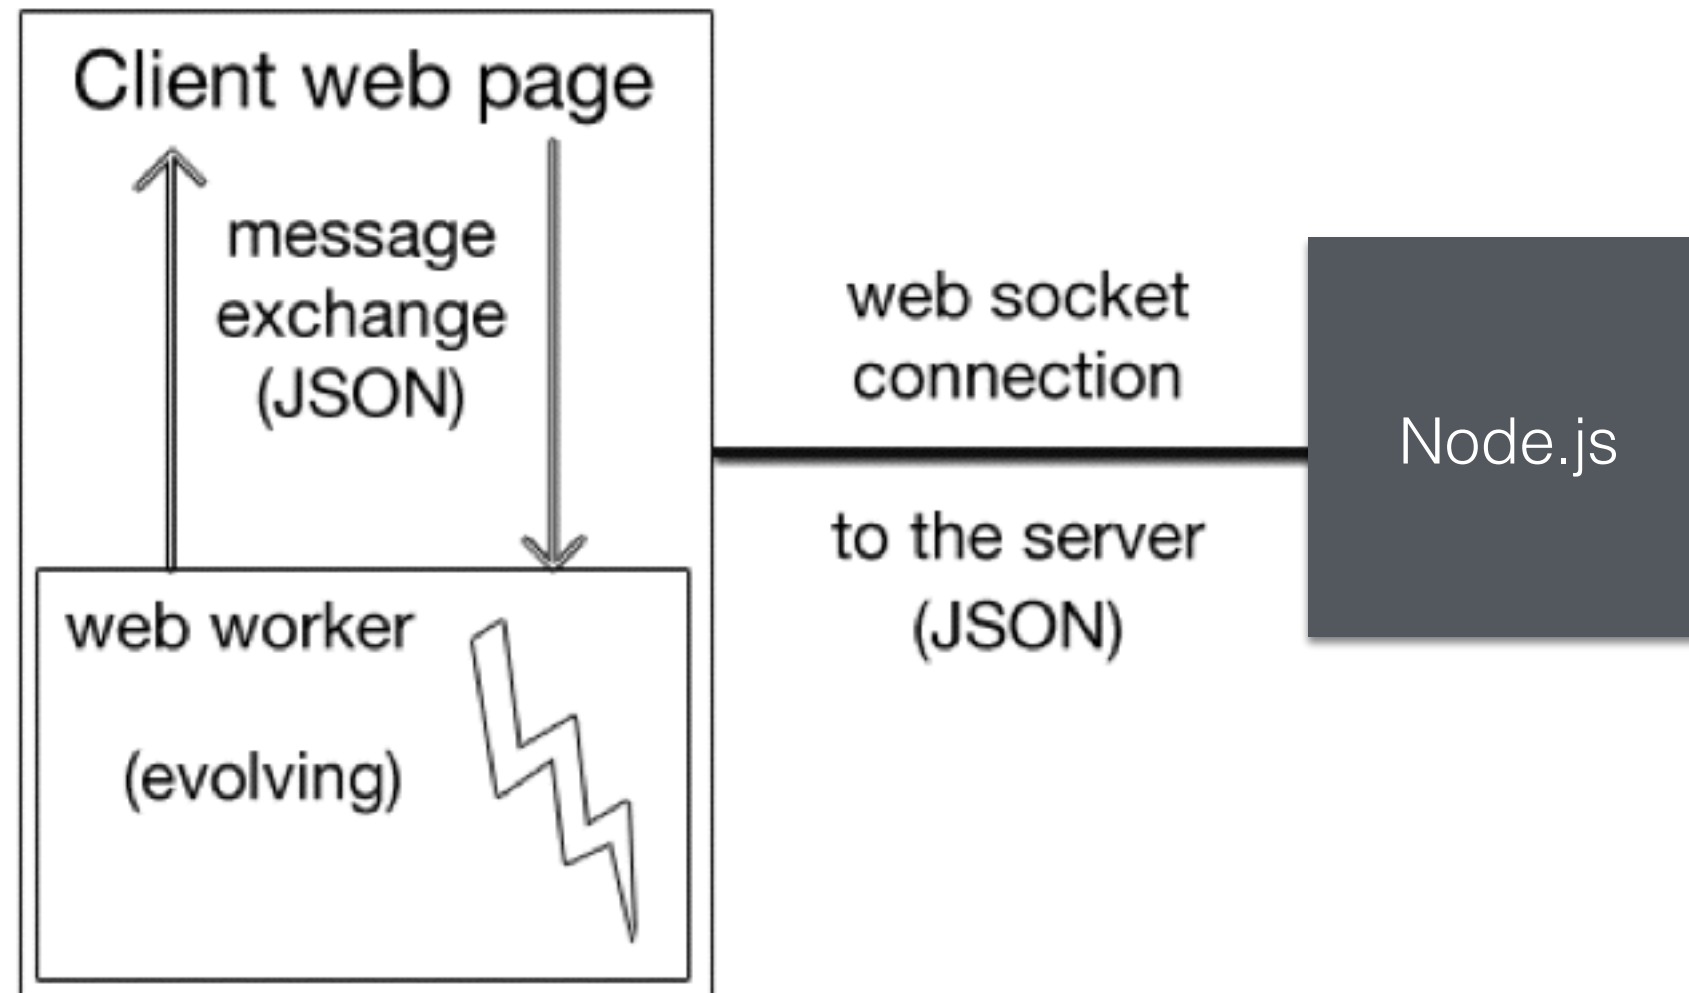 Client web page
message
exchange
(JSON)
web worker
(evolving)
web socket
connection
to the server
(JSON)
Node.js